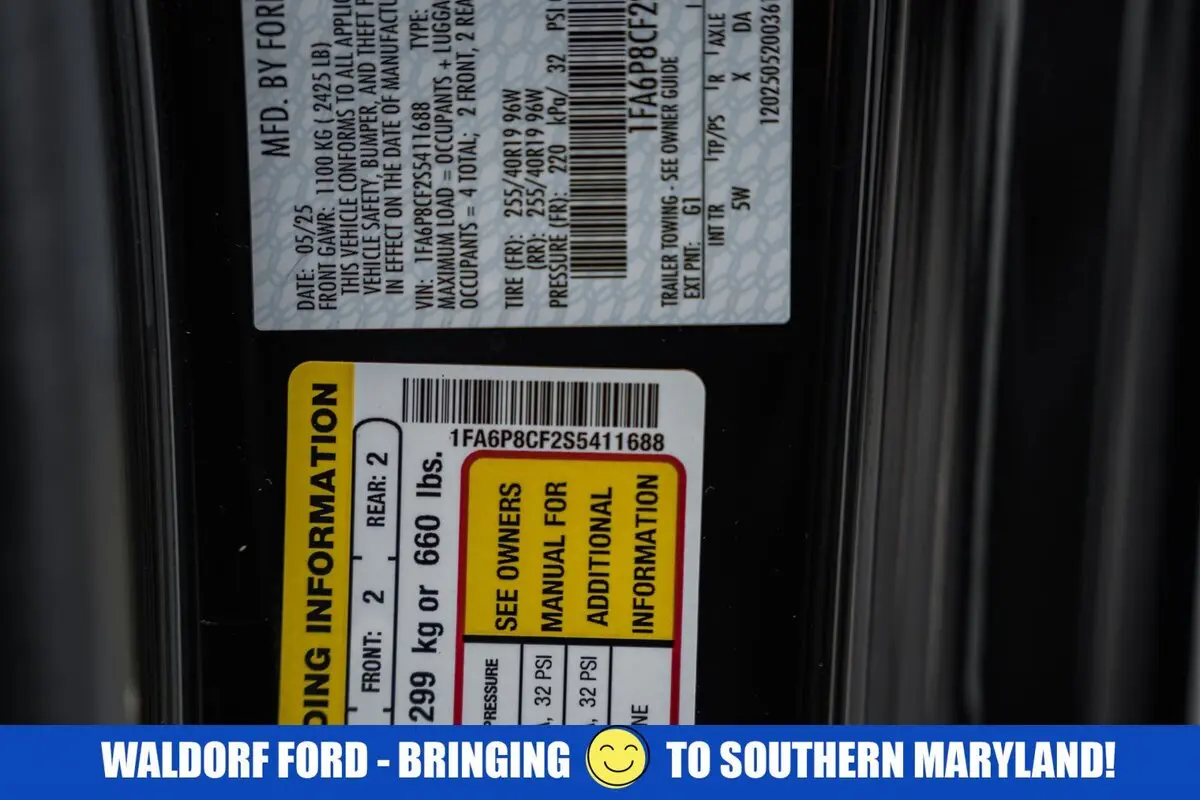 MFD. BY FORD
DATE: 05/25
FRONT GAWR: 1100 KG ( 2425 LB)
THIS VEHICLE CONFORMS TO ALL APPLIC
VEHICLE SAFETY, BUMPER, AND THEFT P
IN EFFECT ON THE DATE OF MANUFACTU
VIN: 1FA6P8CF2S5411688 TYPE:
MAXIMUM LOAD = OCCUPANTS + LUGGA
OCCUPANTS = 4 TOTAL; 2 FRONT, 2 REA
TIRE (FR): 255/40R19 96W
(RR): 255/40R19 96W
PRESSURE (FR): 220 kPa/ 32 PSI
1FA6P8CF2
TRAILER TOWING - SEE OWNER GUIDE
EXT PNT: G1
INT TR TP/PS R AXLE
5W X DA
1202505200361
1FA6P8CF2S5411688
DING INFORMATION
FRONT: 2 REAR: 2
299 kg or 660 lbs.
SEE OWNERS
MANUAL FOR
ADDITIONAL
INFORMATION
PRESSURE
, 32 PSI
, 32 PSI
NE
WALDORF FORD - BRINGING TO SOUTHERN MARYLAND!